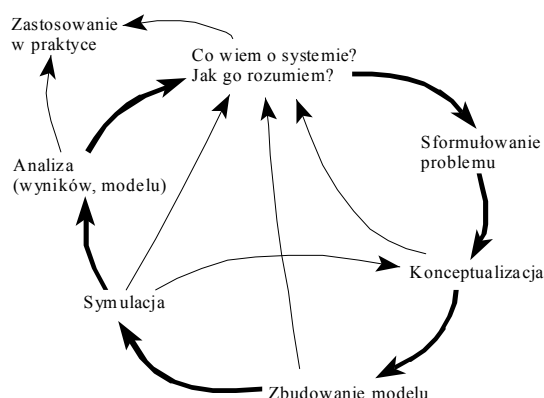 Zastosowanie
w praktyce
Co wiem o systemie?
Jak go rozumiem?
Sformułowanie
problemu
Analiza
(wyników, modelu)
Konceptualizacja
Symulacja
Zbudowanie modelu